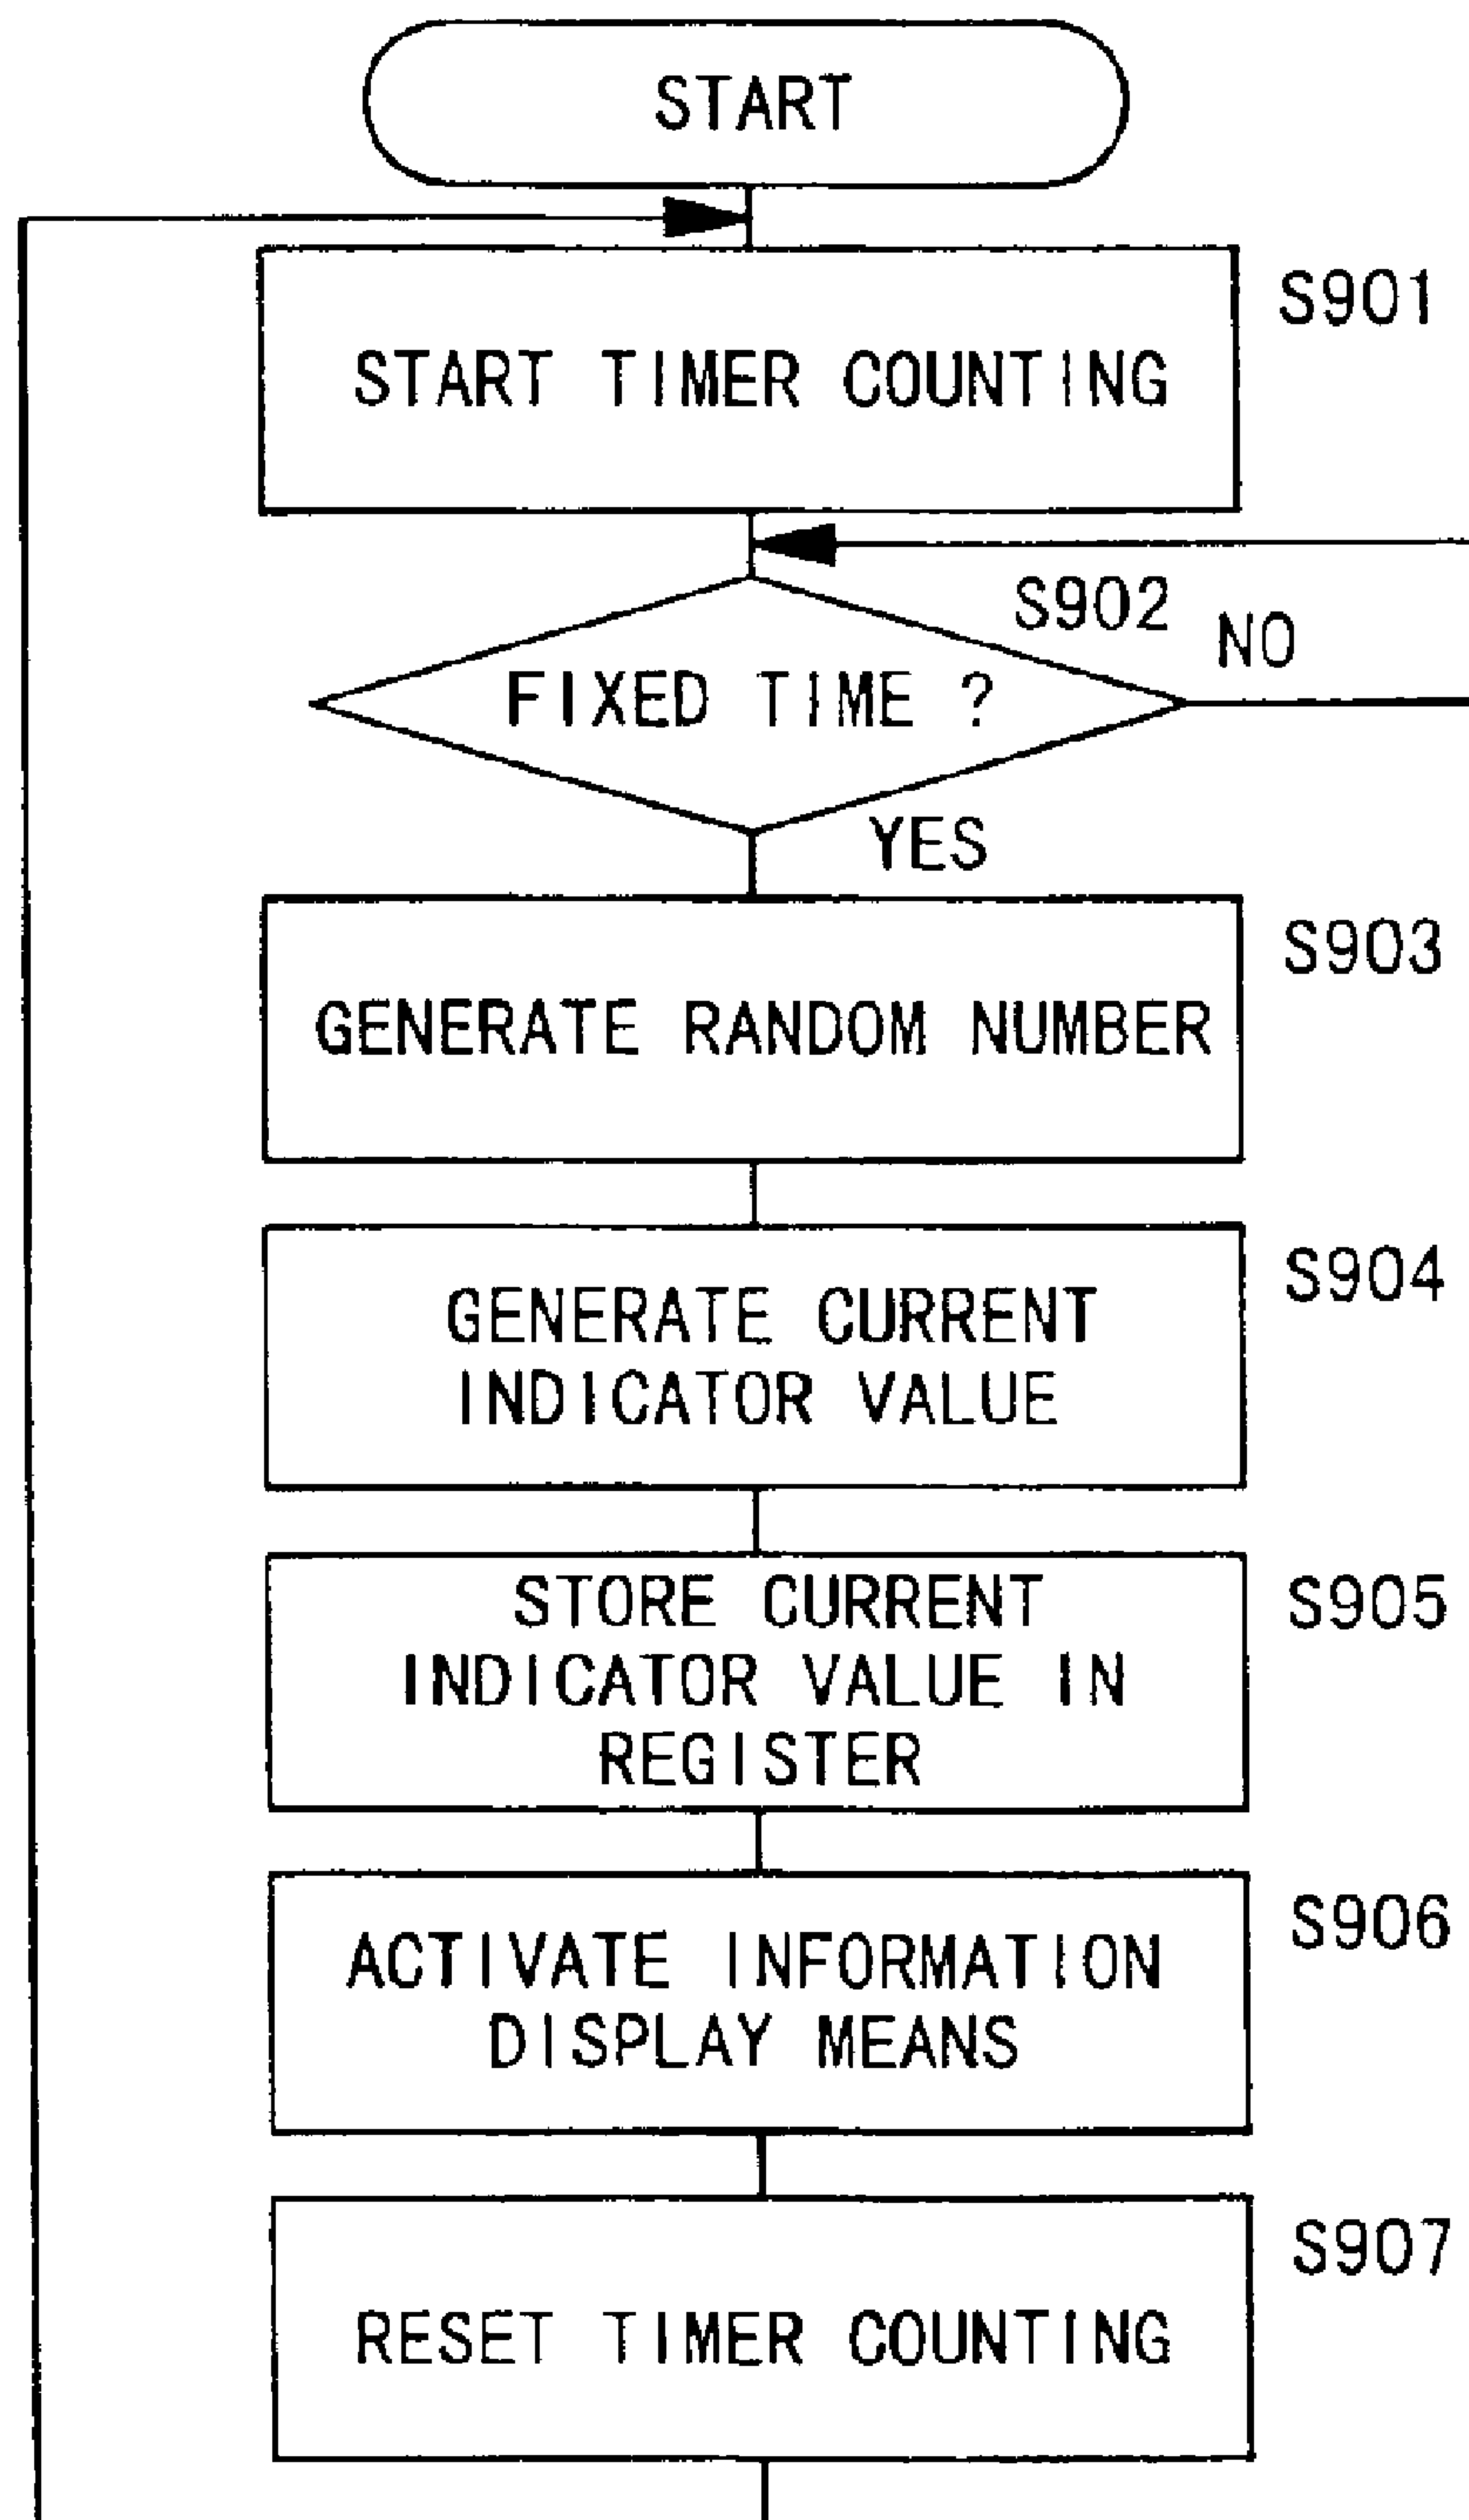 START
S901
START TIMER COUNTING
S902
NO
FIXED TIME ?
YES
S903
GENERATE RANDOM NUMBER
S904
GENERATE CURRENT
INDICATOR VALUE
S905
STORE CURRENT
INDICATOR VALUE IN
REGISTER
S906
ACTIVATE INFORMATION
DISPLAY MEANS
S907
RESET TIMER COUNTING